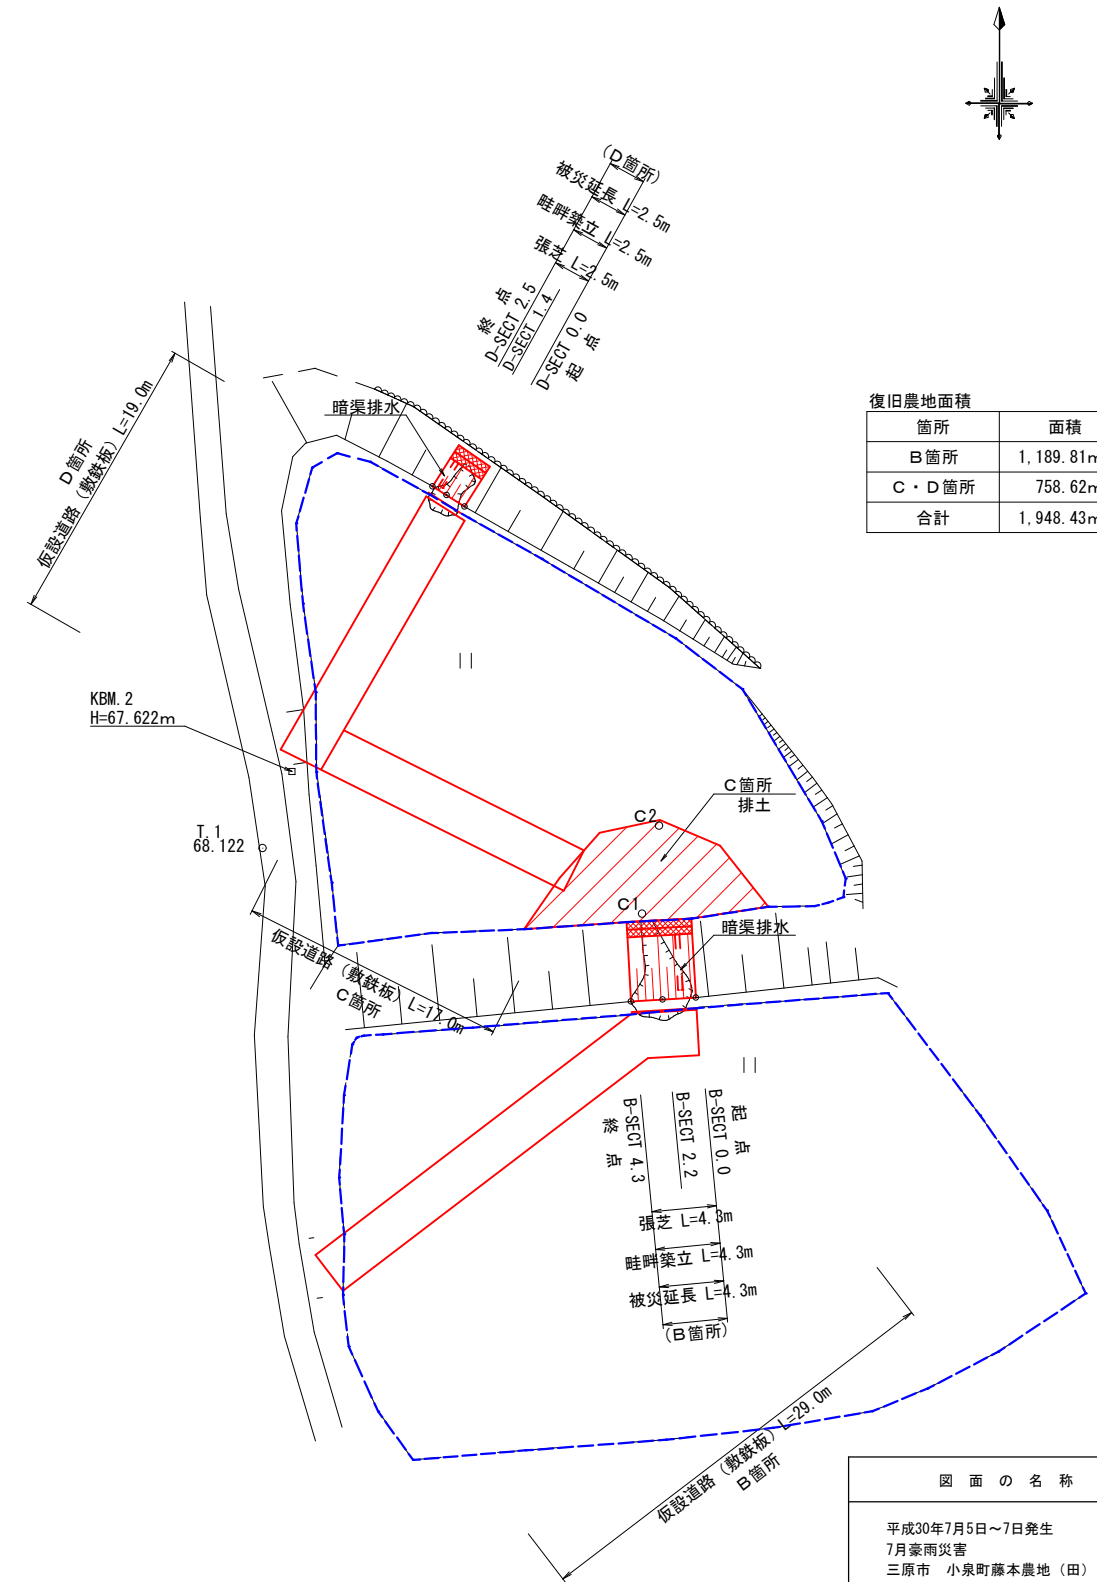 (D箇所)
被災延長 L=2.5m
畦畔築立 L=2.5m
張芝 L=2.5m
終 点
D-SECT 2.5
D-SECT 1.4
D-SECT 0.0
起 点
D箇所
仮設道路 (敷鉄板) L=19.0m
暗渠排水
復旧農地面積
箇所 面積
B箇所 1,189.81m
C・D箇所 758.62m
合計 1,948.43m
KBM.2
H=67.622m
T.1
68.122
C箇所
排土
C2
C1
暗渠排水
仮設道路 (敷鉄板) L=17.0m
C箇所
起 点
B-SECT 0.0
B-SECT 2.2
B-SECT 4.3
終 点
張芝 L=4.3m
畦畔築立 L=4.3m
被災延長 L=4.3m
(B箇所)
仮設道路 (敷鉄板) L=29.0m
B箇所
図 面 の 名 称
平成30年7月5日~7日発生
7月豪雨災害
三原市 小泉町藤本農地(田)